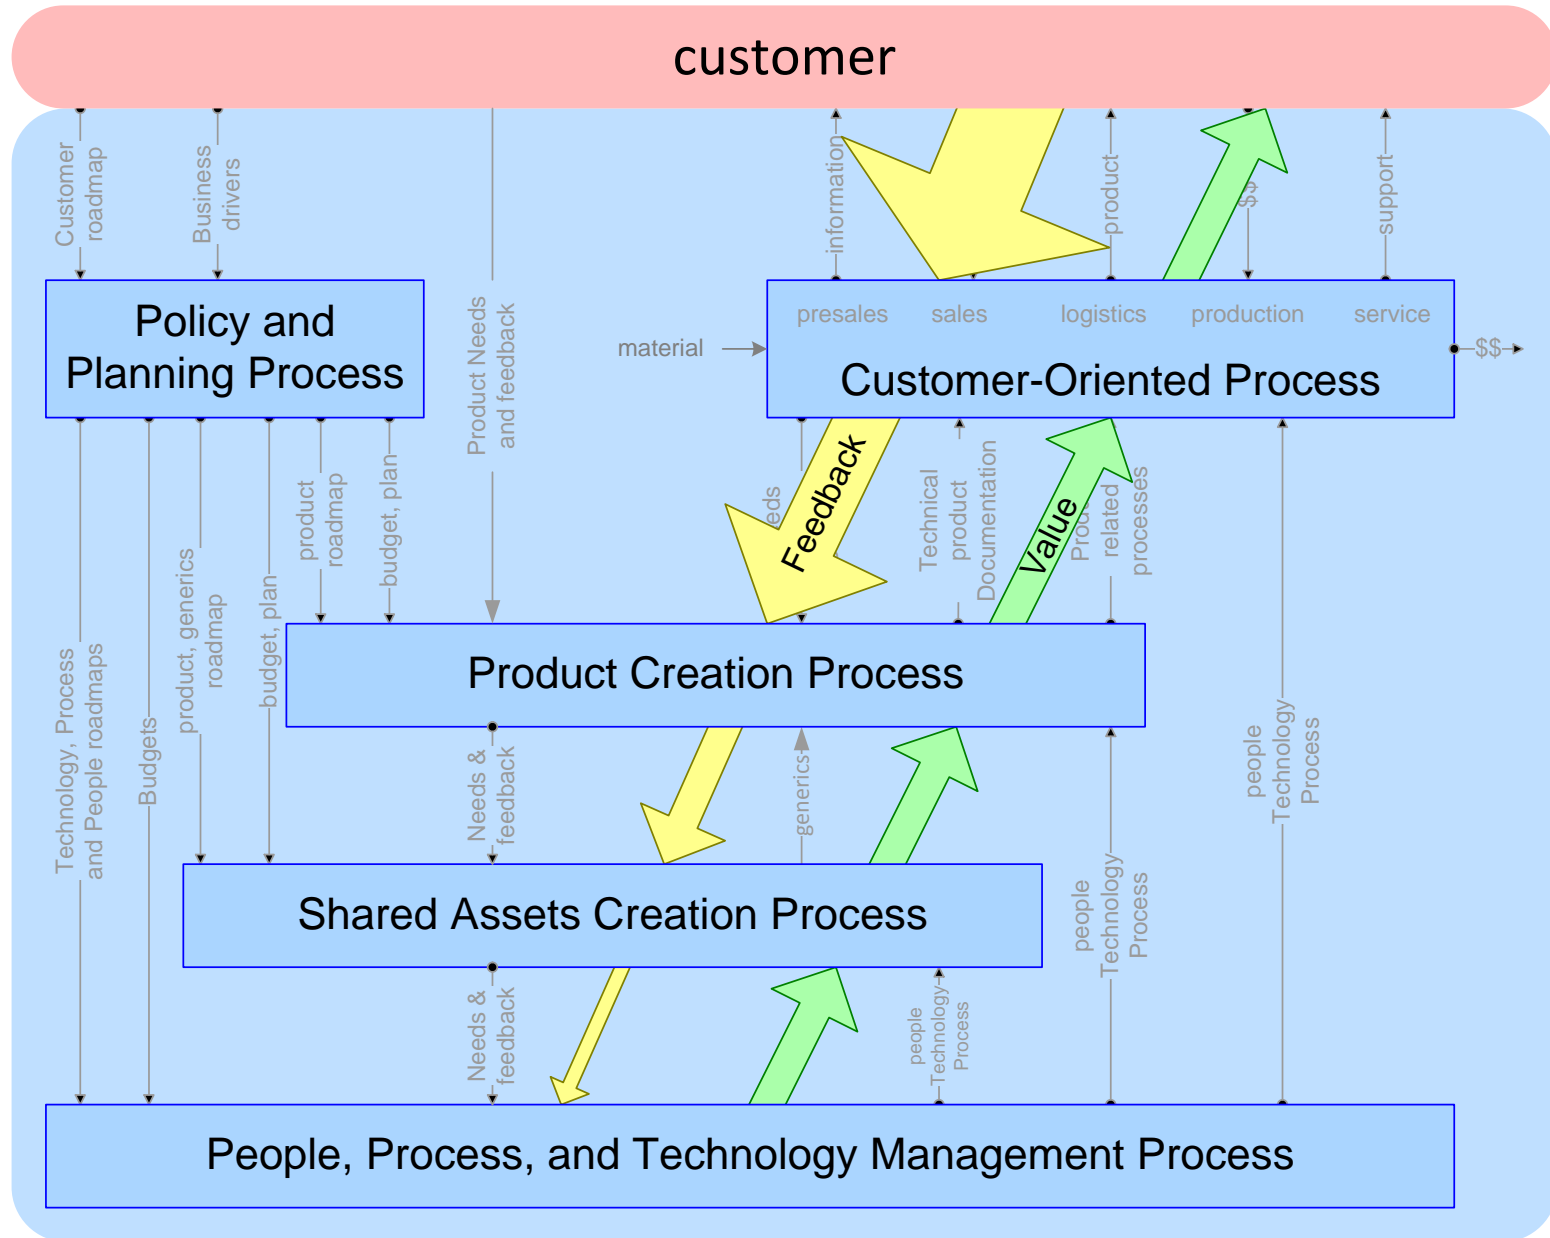 customer
Customer
roadmap
Business
drivers
information
product
$$
support
Policy and
Planning Process
Product Needs
and feedback
material
presales
sales
logistics
production
service
$$
Customer-Oriented Process
product
roadmap
budget, plan
Feedback
Technical
product
Documentation
Value
related
processes
Technology, Process
and People roadmaps
Budgets
product, generics
roadmap
budget, plan
Product Creation Process
people
Technology
Process
Needs &
feedback
generics
people
Technology
Process
Shared Assets Creation Process
Needs &
feedback
people
Technology
Process
People, Process, and Technology Management Process